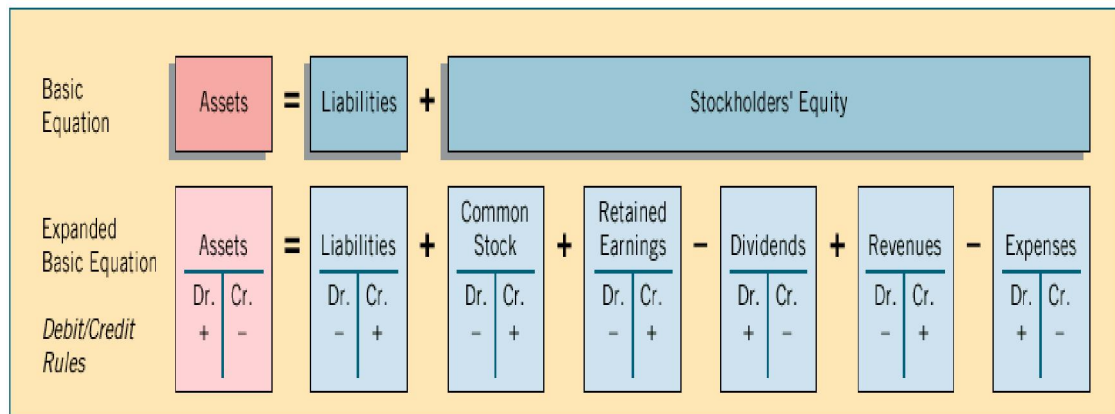 Basic
Equation
Assets = Liabilities + Stockholders' Equity
Expanded
Basic Equation
Debit/Credit
Rules
Assets
Dr. Cr.
+ –
=
Liabilities
Dr. Cr.
– +
+
Common
Stock
Dr. Cr.
– +
+
Retained
Earnings
Dr. Cr.
– +
–
Dividends
Dr. Cr.
+ –
+
Revenues
Dr. Cr.
– +
–
Expenses
Dr. Cr.
+ –